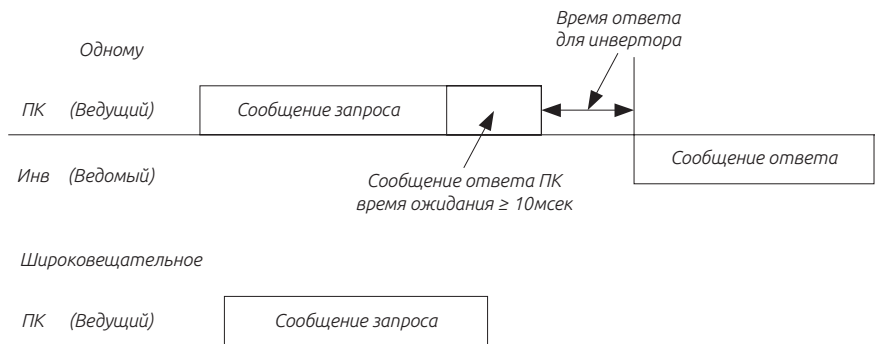 Время ответа
для инвертора
Одному
ПК (Ведущий) Сообщение запроса
Сообщение ответа
Инв (Ведомый)
Сообщение ответа ПК
время ожидания ≥ 10мсек
Широковещательное
ПК (Ведущий) Сообщение запроса